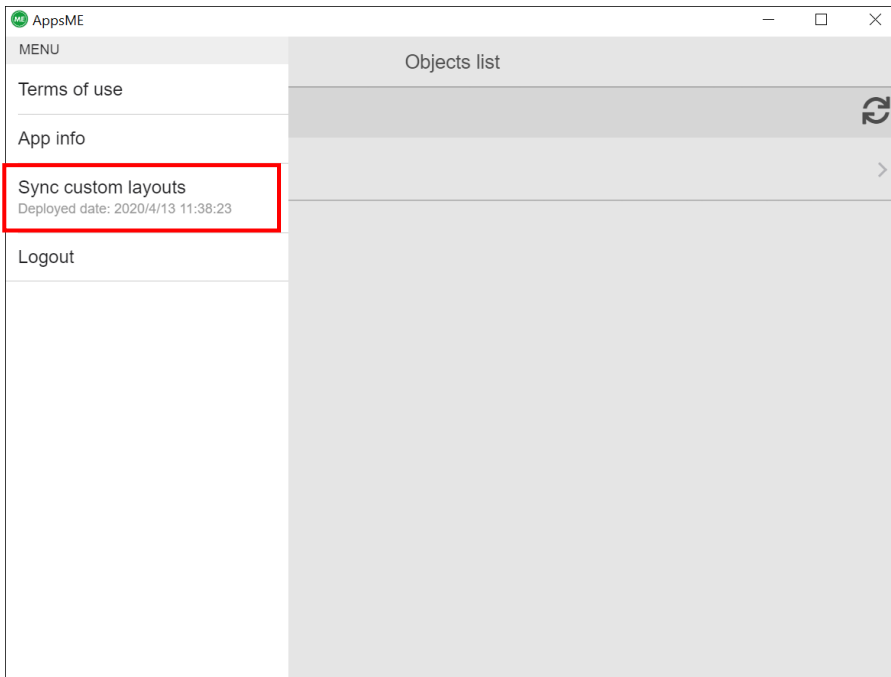 ME AppsME
MENU
Objects list
Terms of use
App info
Sync custom layouts
Deployed date: 2020/4/13 11:38:23
Logout